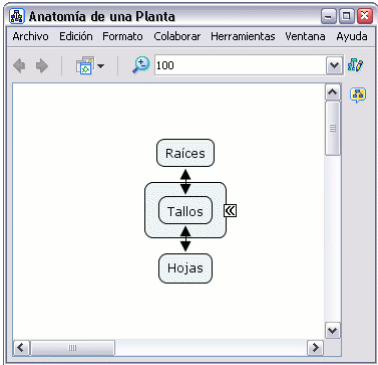 Anatomía de una Planta
Archivo Edición Formato Colaborar Herramientas Ventana Ayuda
100
Raíces
Tallos
Hojas